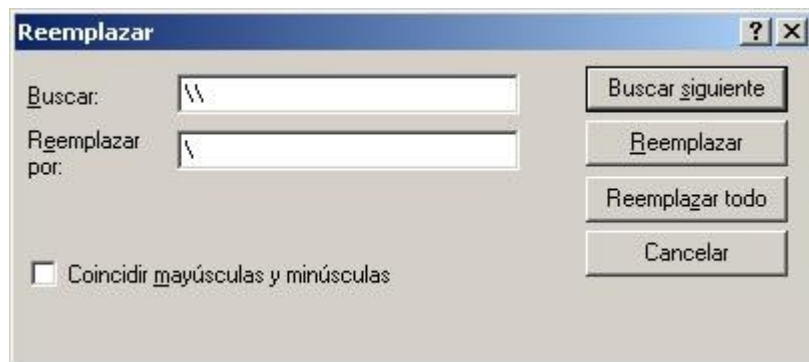 Reemplazar
Buscar: \\
Buscar siguiente
Reemplazar
por: \
Reemplazar
Reemplazar todo
Cancelar
Coincidir mayúsculas y minúsculas